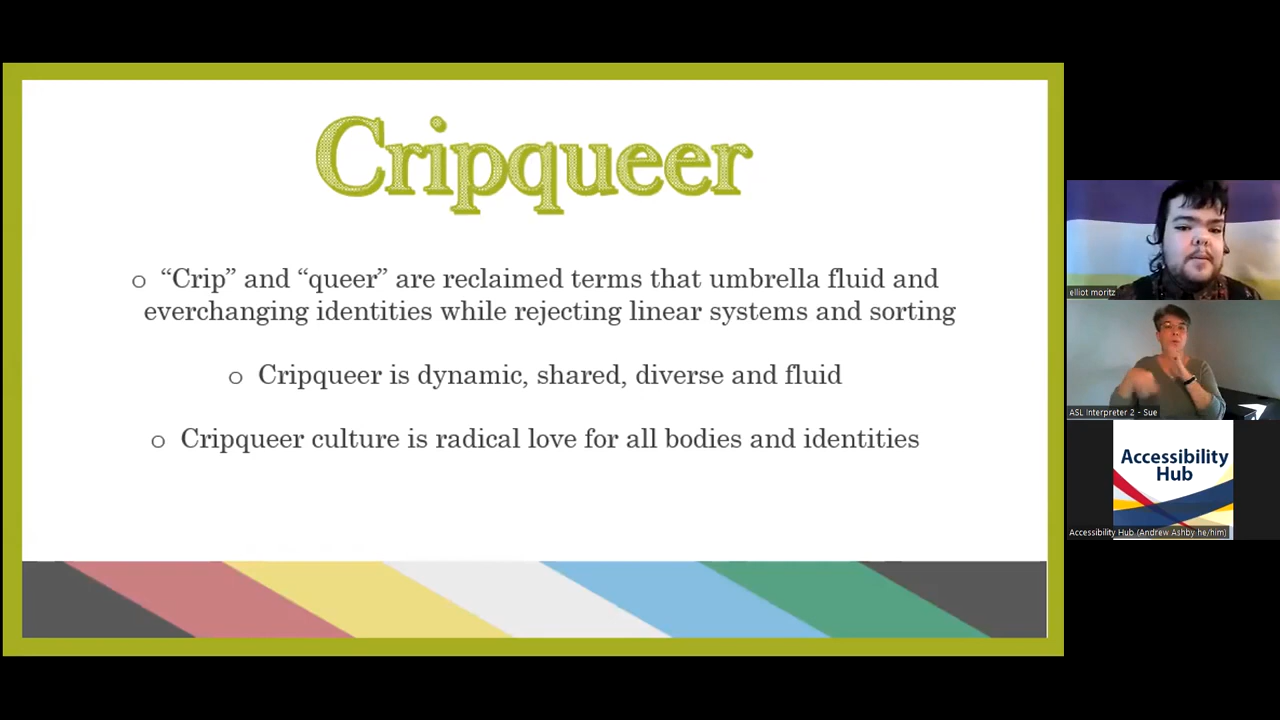 Cripqueer
o “Crip” and “queer” are reclaimed terms that umbrella fluid and
everchanging identities while rejecting linear systems and sorting
o Cripqueer is dynamic, shared, diverse and fluid
o Cripqueer culture is radical love for all bodies and identities
elliot moritz
ASL Interpreter 2 - Sue
Accessibility
Hub
Accessibility Hub (Andrew Ashby he/him)